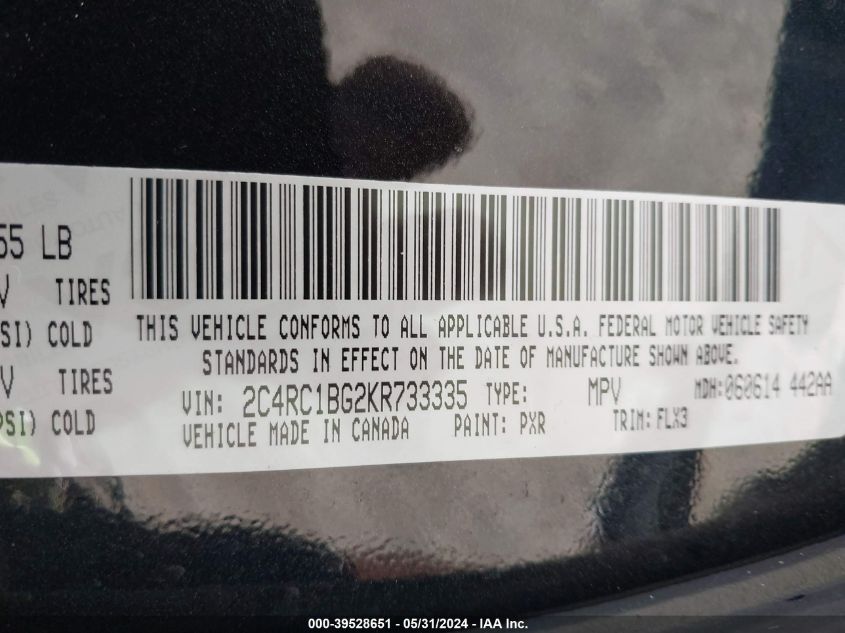 55 LB
V TIRES
SI) COLD
V TIRES
PSI) COLD
THIS VEHICLE CONFORMS TO ALL APPLICABLE U.S.A. FEDERAL MOTOR VEHICLE SAFETY
STANDARDS IN EFFECT ON THE DATE OF MANUFACTURE SHOWN ABOVE.
VIN: 2C4RC1BG2KR733335 TYPE: MPV MDH:060614 442AA
VEHICLE MADE IN CANADA PAINT: PXR TRIM: FLX3
000-39528651 - 05/31/2024 - IAA Inc.